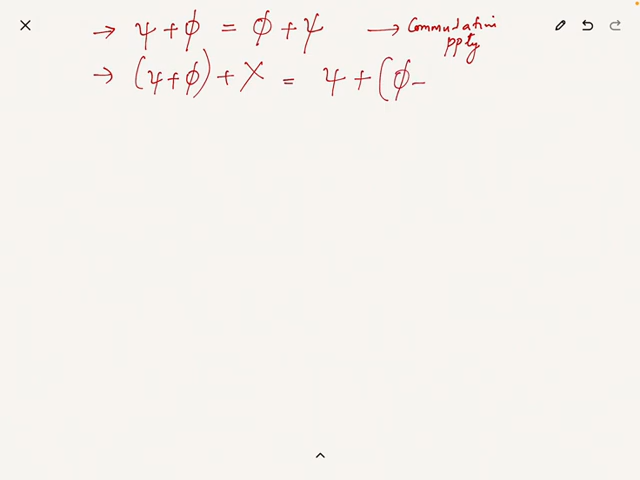 → ψ + φ = φ + ψ → Commutative ppty
→ (ψ + φ) + χ = ψ + (φ -